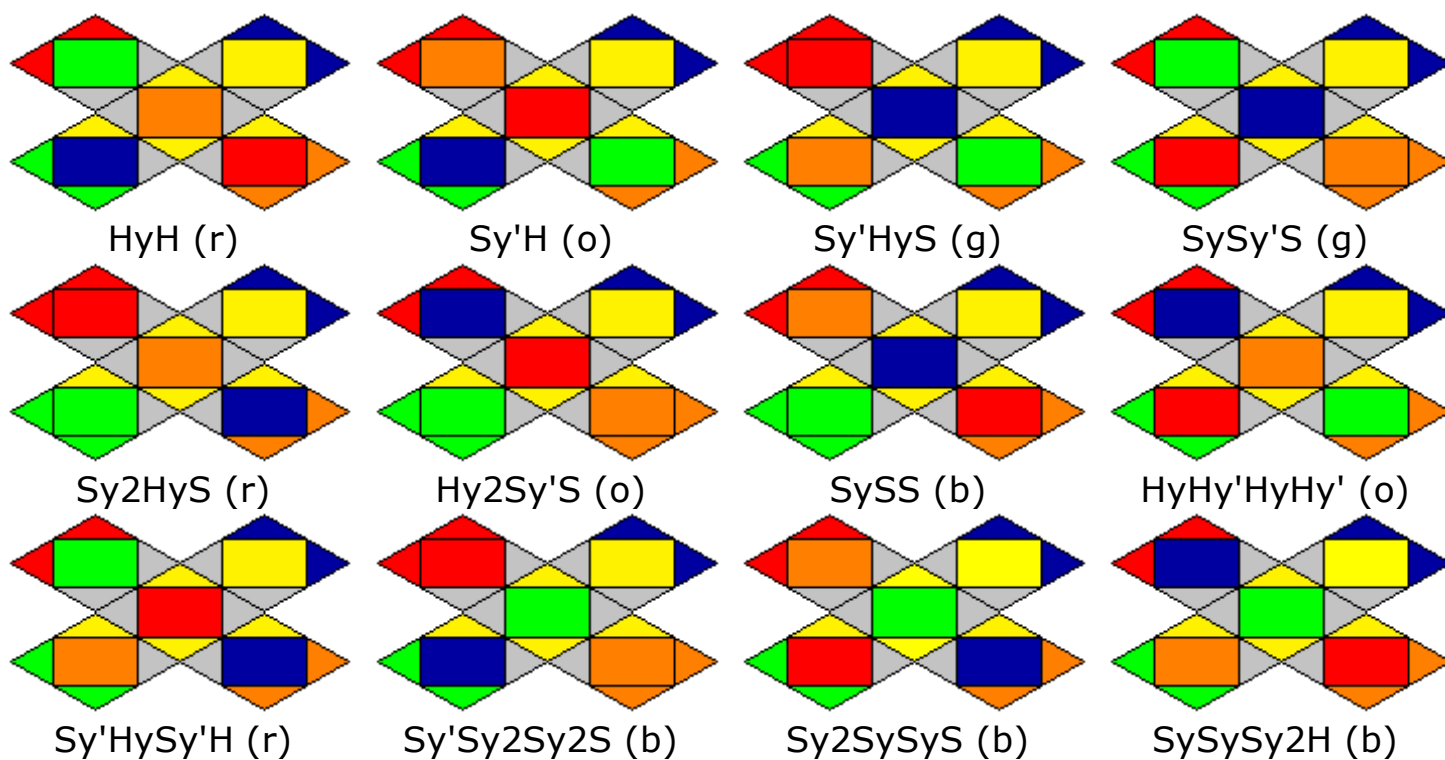 HyH (r) Sy'H (o) Sy'HyS (g) SySy'S (g)
Sy2HyS (r) Hy2Sy'S (o) SySS (b) HyHy'HyHy' (o)
Sy'HySy'H (r) Sy'Sy2Sy2S (b) Sy2SySyS (b) SySySy2H (b)